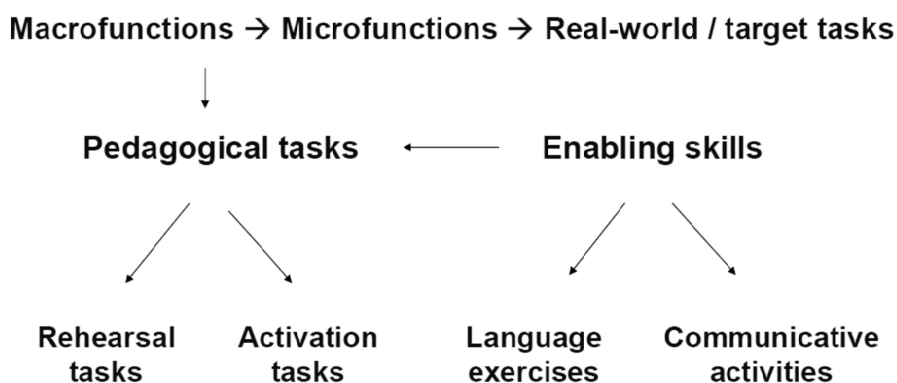 Macrofunctions → Microfunctions → Real-world / target tasks
Pedagogical tasks
Enabling skills
Rehearsal
tasks
Activation
tasks
Language
exercises
Communicative
activities